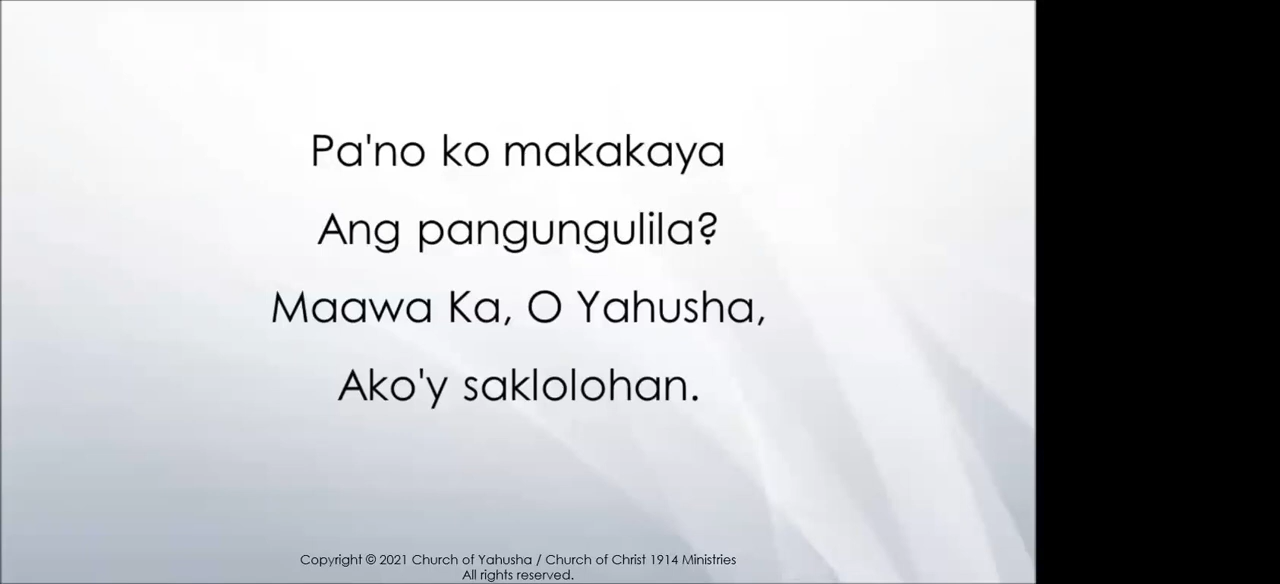 Pa'no ko makakaya
Ang pangungulila?
Maawa Ka, O Yahusha,
Ako'y saklolohan.
Copyright © 2021 Church of Yahusha / Church of Christ 1914 Ministries
All rights reserved.